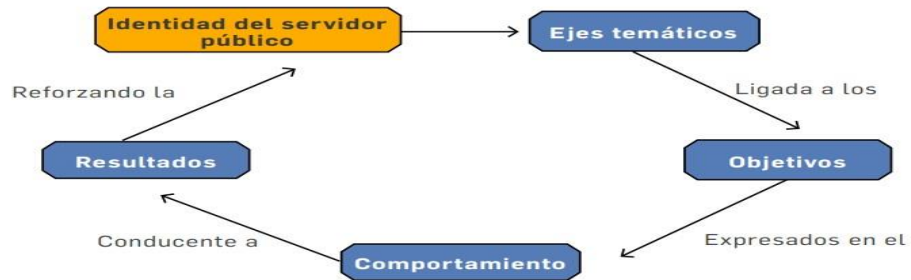 Identidad del servidor
público
Ejes temáticos
Reforzando la
Ligada a los
Resultados
Objetivos
Conducente a
Expresados en el
Comportamiento